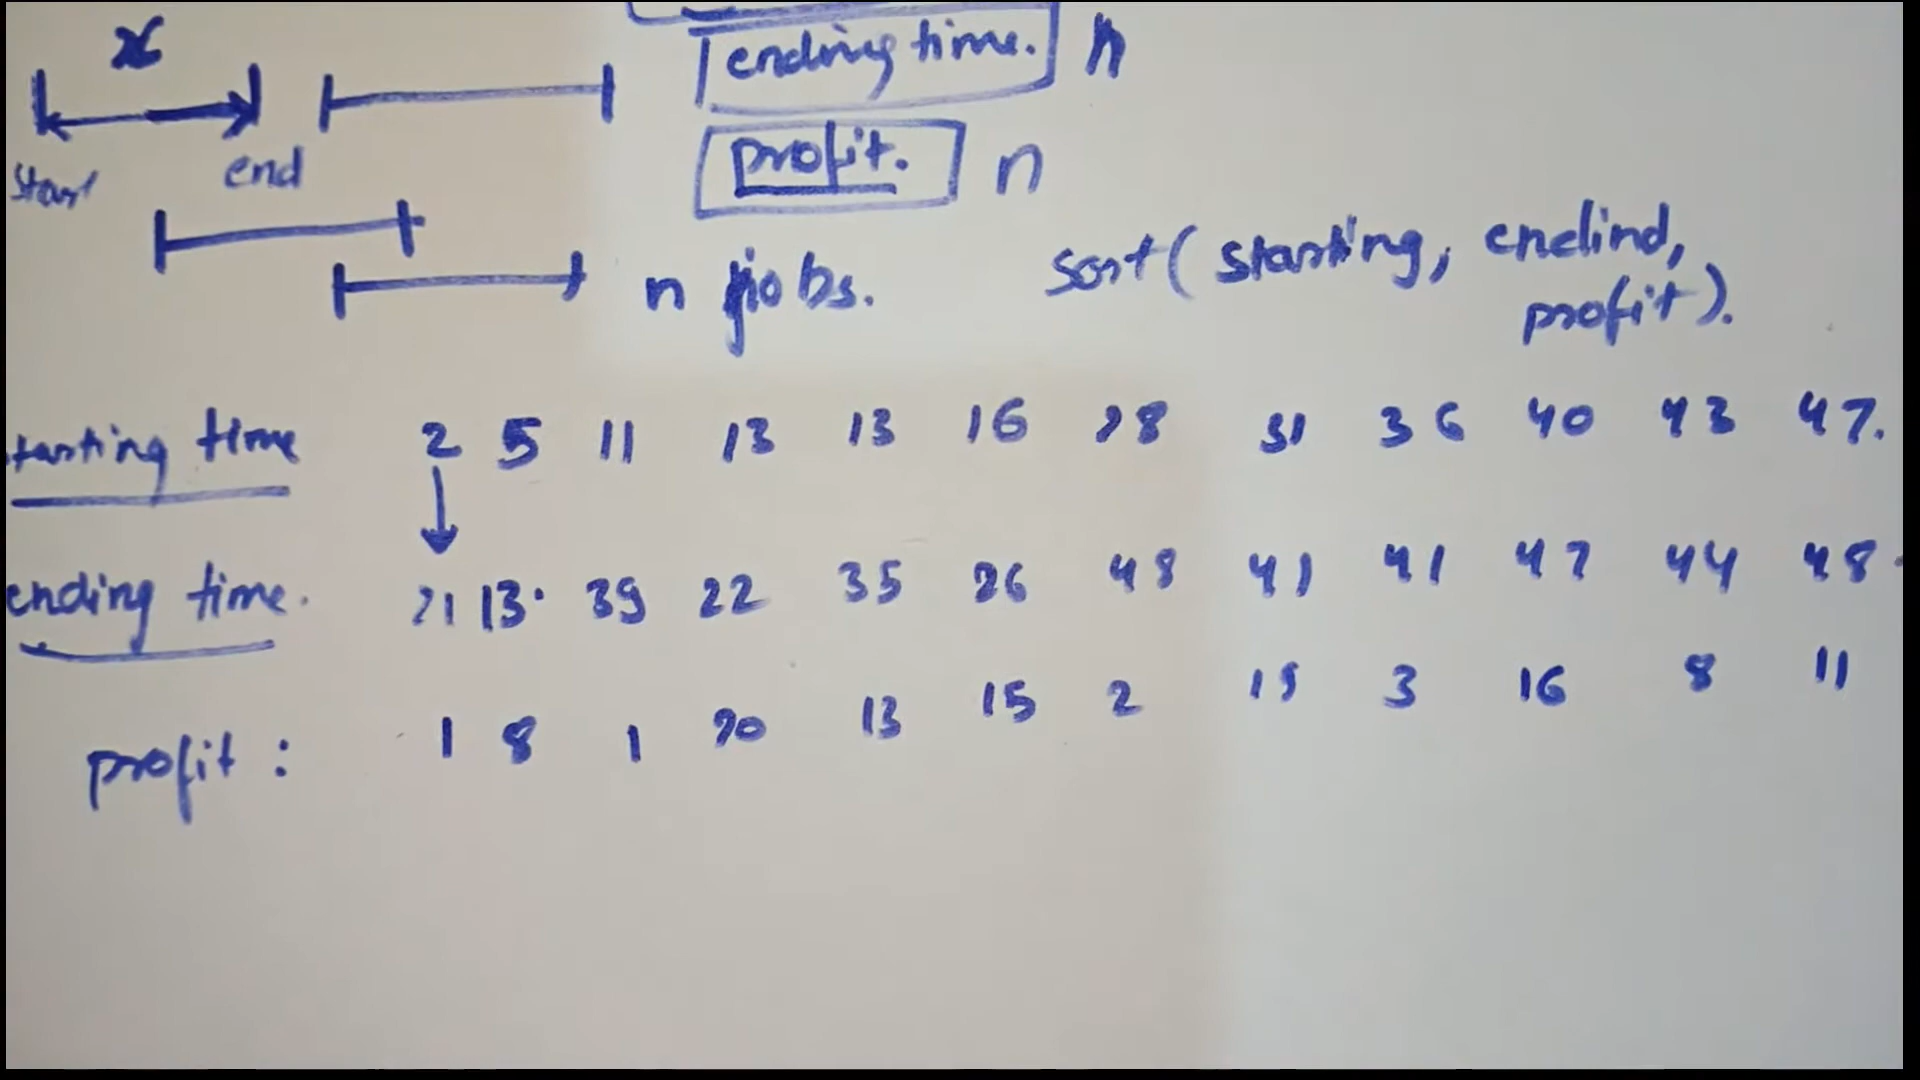 x
ending time. n
profit. n
start end
n jobs. sort( starting, endind,
profit).
tarting time 2 5 11 13 13 16 28 31 36 40 43 47.
ending time. 21 13. 39 22 35 26 48 41 41 47 44 48.
profit : 1 8 1 20 13 15 2 19 3 16 8 11